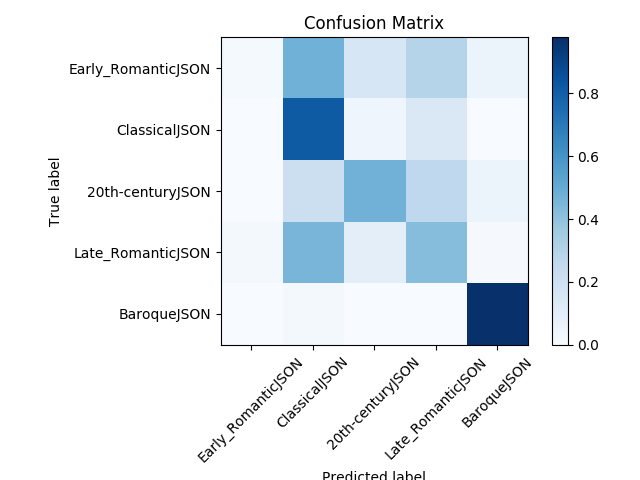 Confusion Matrix
True label
Early_RomanticJSON
ClassicalJSON
20th-centuryJSON
Late_RomanticJSON
BaroqueJSON
0.8
0.6
0.4
0.2
0.0
Early_RomanticJSON
ClassicalJSON
20th-centuryJSON
Late_RomanticJSON
BaroqueJSON
Predicted label